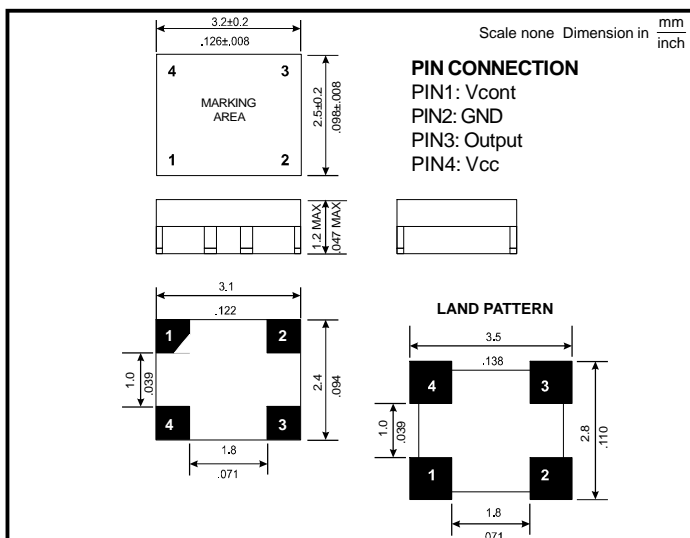 3.2±0.2
.126±.008
Scale none Dimension in mm
inch
4 3
MARKING
AREA
1 2
2.5±0.2
.098±.008
PIN CONNECTION
PIN1: Vcont
PIN2: GND
PIN3: Output
PIN4: Vcc
1.2 MAX
.047 MAX
3.1
.122
1 2
1.0
.039
2.4
.094
4 3
1.8
.071
LAND PATTERN
3.5
.138
4 3
1.0
.039
2.8
.110
1 2
1.8
.071